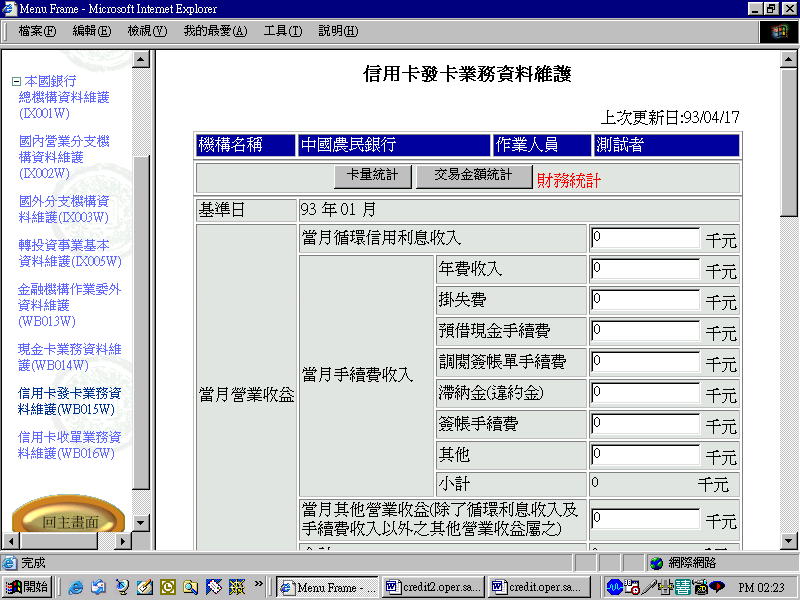 Menu Frame - Microsoft Internet Explorer
檔案(F) 編輯(E) 檢視(V) 我的最愛(A) 工具(T) 說明(H)
本國銀行
總機構資料維護
(IX001W)
國內營業分支機
構資料維護
(IX002W)
國外分支機構資
料維護(IX003W)
轉投資事業基本
資料維護(IX005W)
金融機構作業委外
資料維護
(WB013W)
現金卡業務資料維
護(WB014W)
信用卡發卡業務資
料維護(WB015W)
信用卡收單業務資
料維護(WB016W)
回主畫面
信用卡發卡業務資料維護
上次更新日:93/04/17
機構名稱 中國農民銀行 作業人員 測試者
卡量統計 交易金額統計 財務統計
基準日 93 年 01 月
當月營業收益
當月循環信用利息收入 0 千元
當月手續費收入
年費收入 0 千元
掛失費 0 千元
預借現金手續費 0 千元
調閱簽帳單手續費 0 千元
滯納金(違約金) 0 千元
簽帳手續費 0 千元
其他 0 千元
小計 0 千元
當月其他營業收益(除了循環利息收入及
手續費收入以外之其他營業收益屬之) 0 千元
完成 網際網路
開始 Menu Frame - ... credit2.oper.sa... credit.oper.sa... PM 02:23